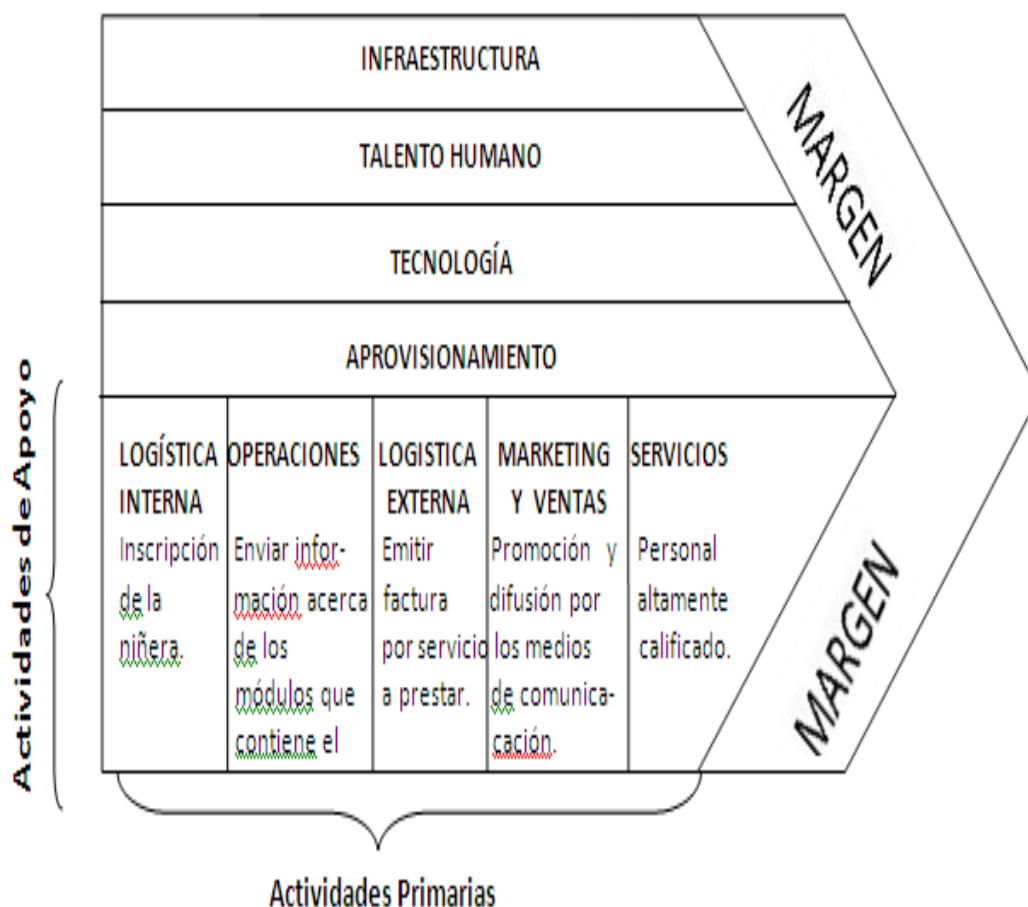 INFRAESTRUCTURA
TALENTO HUMANO
TECNOLOGÍA
APROVISIONAMIENTO
MARGEN
Actividades de Apoyo
LOGÍSTICA
INTERNA
Inscripción
de la
niñera.
OPERACIONES
Enviar infor-
mación acerca
de los
módulos que
contiene el
LOGISTICA
EXTERNA
Emitir
factura
por servicio
a prestar.
MARKETING
Y VENTAS
Promoción y
difusión por
los medios
de comunica-
cación.
SERVICIOS
Personal
altamente
calificado.
MARGEN
Actividades Primarias